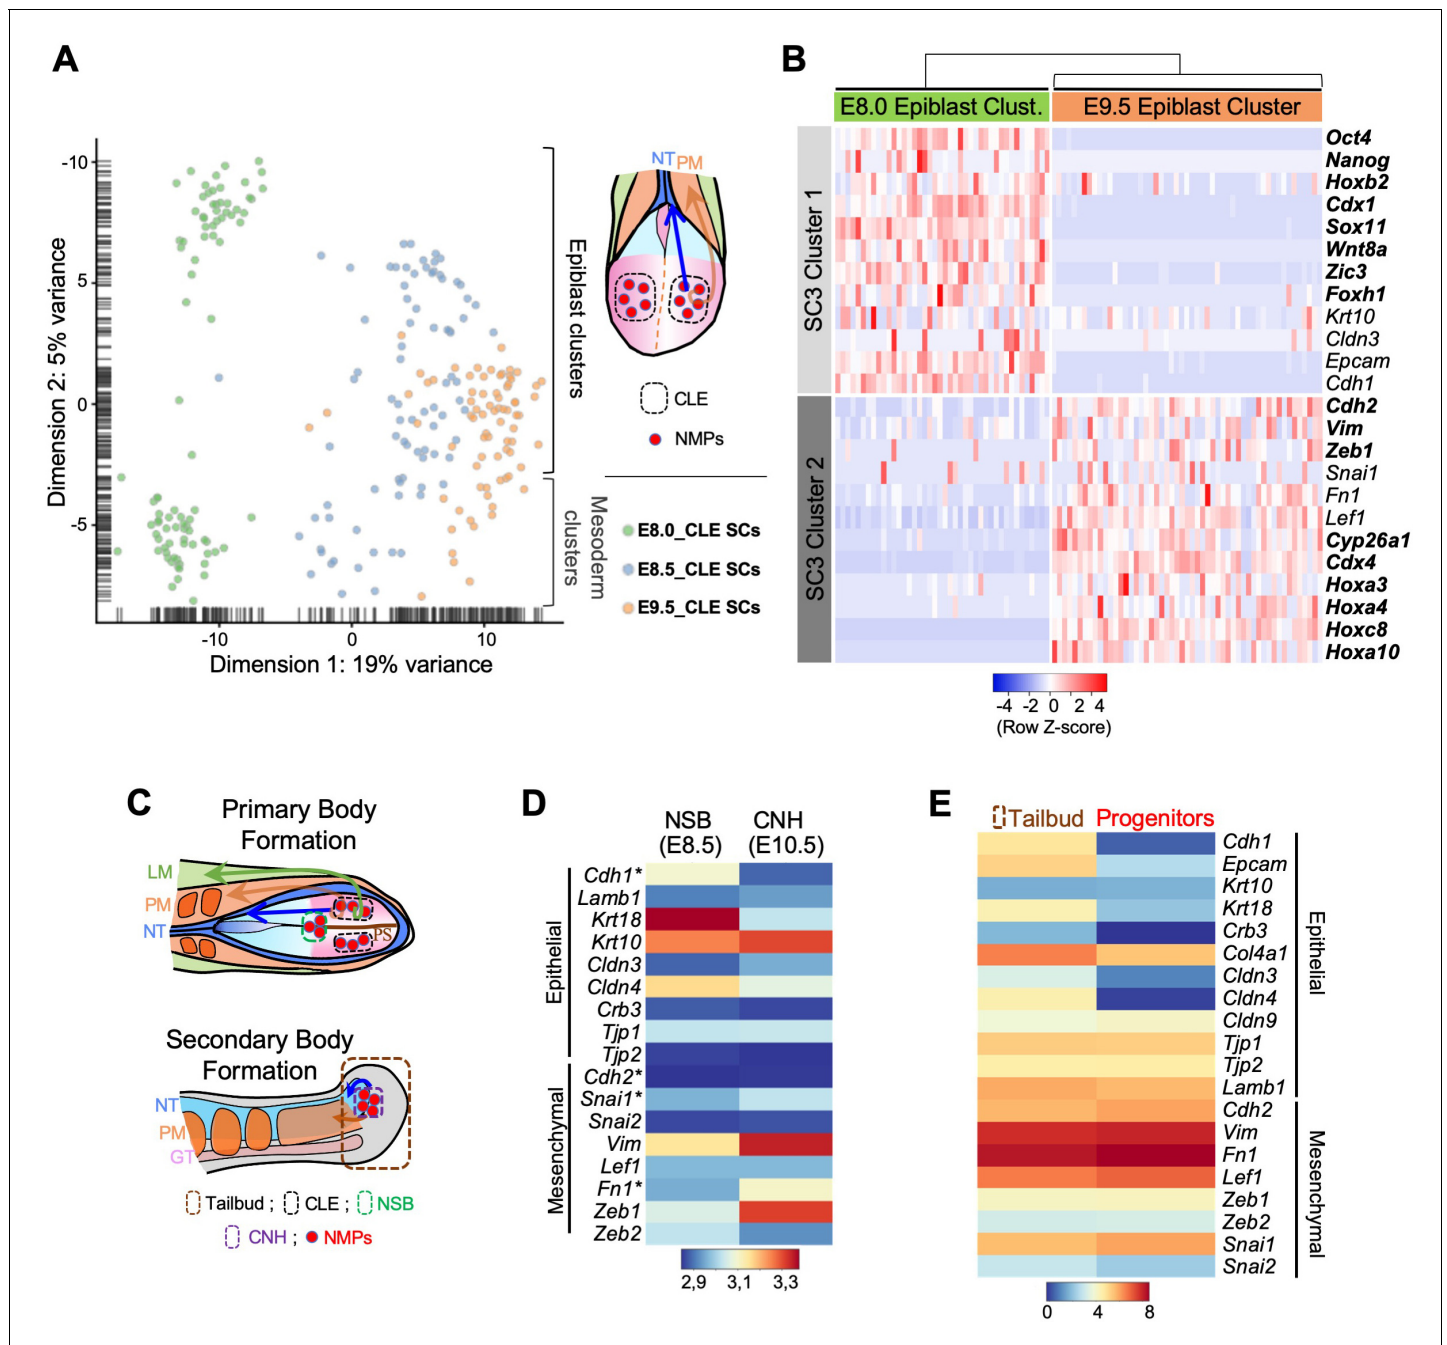 A
-10
5
0
-5
Dimension 2: 5% variance
-10
0
10
Dimension 1: 19% variance
Epiblast clusters
Mesoderm
clusters
NT PM
CLE
NMPs
E8.0_CLE SCs
E8.5_CLE SCs
E9.5_CLE SCs
B
E8.0 Epiblast Clust.
E9.5 Epiblast Cluster
SC3 Cluster 1
SC3 Cluster 2
Oct4
Nanog
Hoxb2
Cdx1
Sox11
Wnt8a
Zic3
Foxh1
Krt10
Cldn3
Epcam
Cdh1
Cdh2
Vim
Zeb1
Snai1
Fn1
Lef1
Cyp26a1
Cdx4
Hoxa3
Hoxa4
Hoxc8
Hoxa10
-4 -2 0 2 4
(Row Z-score)
C
Primary Body
Formation
LM
PM
NT
PS
Secondary Body
Formation
NT
PM
GT
Tailbud ; CLE ; NSB
CNH ; NMPs
D
NSB
(E8.5)
CNH
(E10.5)
Epithelial
Mesenchymal
Cdh1*
Lamb1
Krt18
Krt10
Cldn3
Cldn4
Crb3
Tjp1
Tjp2
Cdh2*
Snai1*
Snai2
Vim
Lef1
Fn1*
Zeb1
Zeb2
2,9 3,1 3,3
E
Tailbud Progenitors
Cdh1
Epcam
Krt10
Krt18
Crb3
Col4a1
Cldn3
Cldn4
Cldn9
Tjp1
Tjp2
Lamb1
Cdh2
Vim
Fn1
Lef1
Zeb1
Zeb2
Snai1
Snai2
Epithelial
Mesenchymal
0 4 8